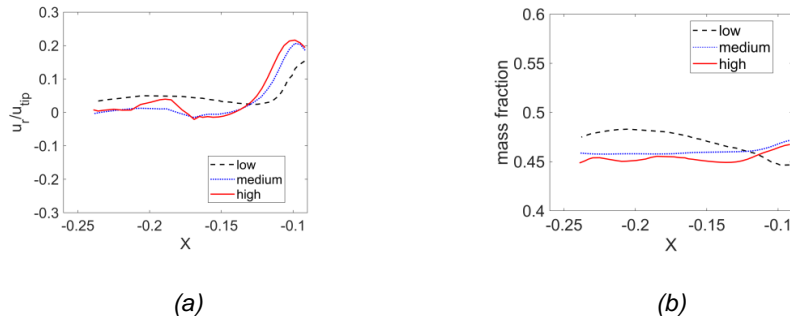 0.3
0.2
0.1
0
-0.1
-0.2
-0.3
u_r/u_tip
low
medium
high
-0.25
-0.2
-0.15
-0.1
X
(a)
0.6
0.55
0.5
0.45
0.4
mass fraction
low
medium
high
-0.25
-0.2
-0.15
-0.1
X
(b)